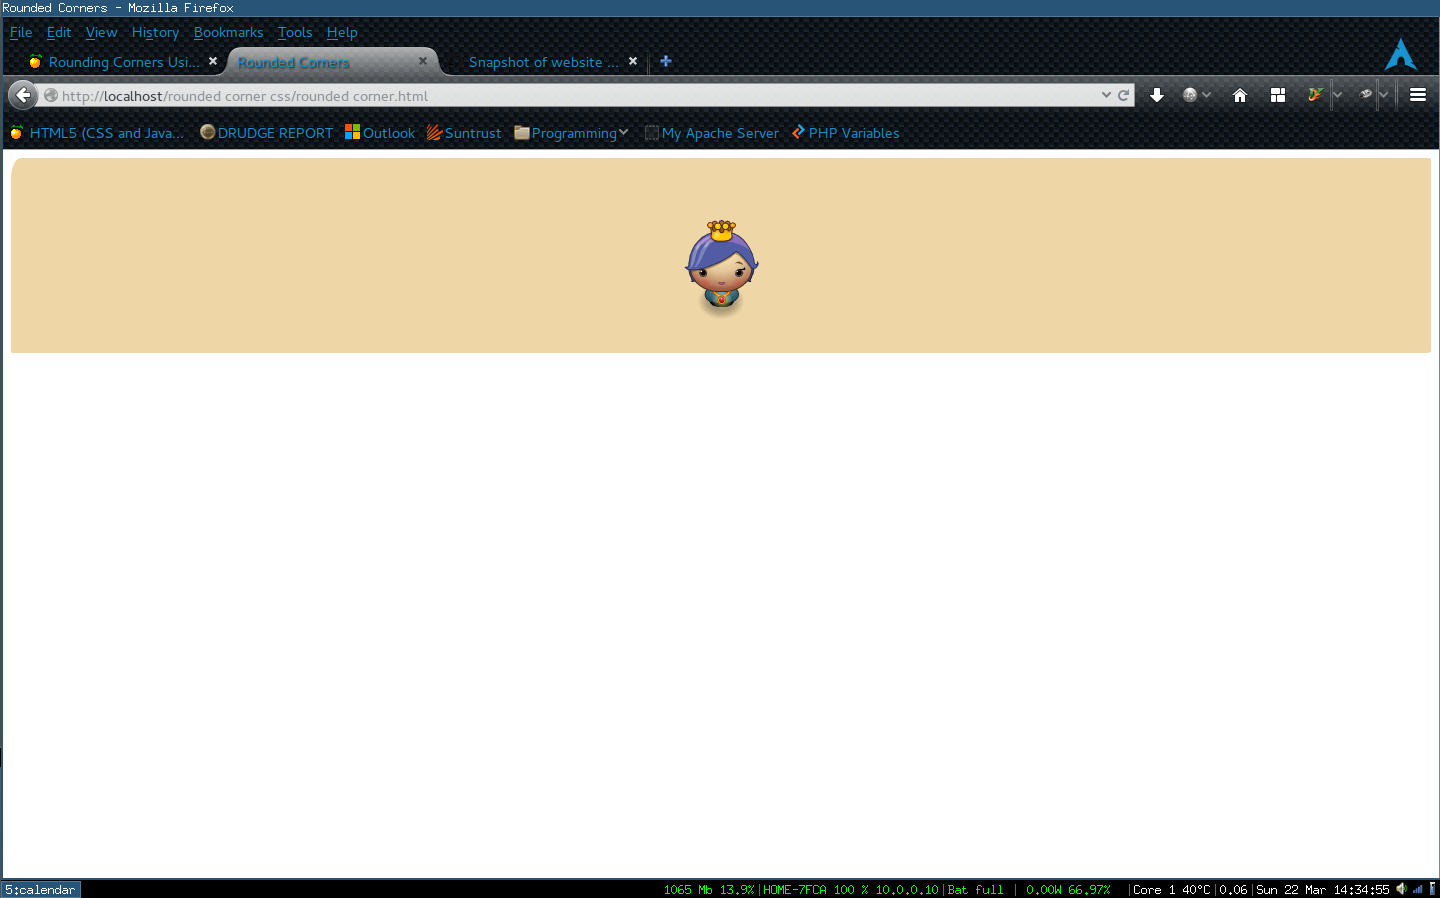 Rounded Corners - Mozilla Firefox
File Edit View History Bookmarks Tools Help
Rounding Corners Usi... Rounded Corners Snapshot of website ...
http://localhost/rounded corner css/rounded corner.html
HTML5 (CSS and Java... DRUDGE REPORT Outlook Suntrust Programming My Apache Server PHP Variables
5:calendar 1065 Mb 13.9%|HOME-7FCA 100 % 10.0.0.10|Bat full | 0.00W 66.97% |Core 1 40°C|0.06|Sun 22 Mar 14:34:55